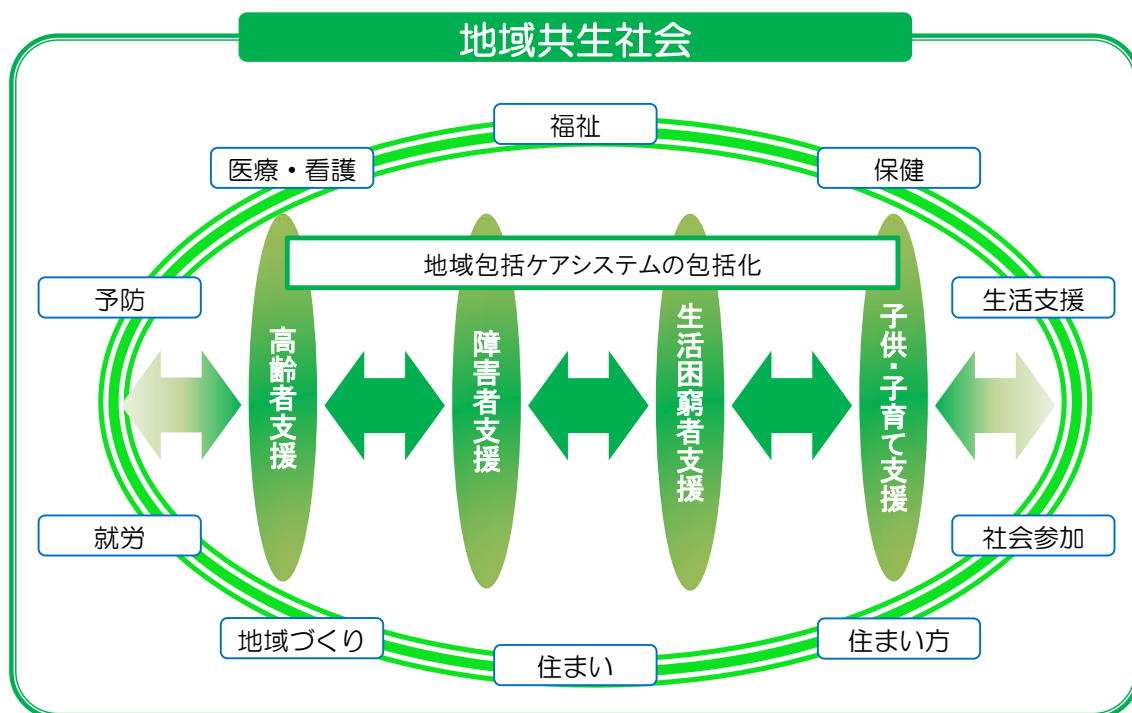 地域共生社会
福祉
医療・看護
保健
地域包括ケアシステムの包括化
予防
生活支援
高齢者支援
障害者支援
生活困窮者支援
子供・子育て支援
就労
社会参加
地域づくり
住まい
住まい方